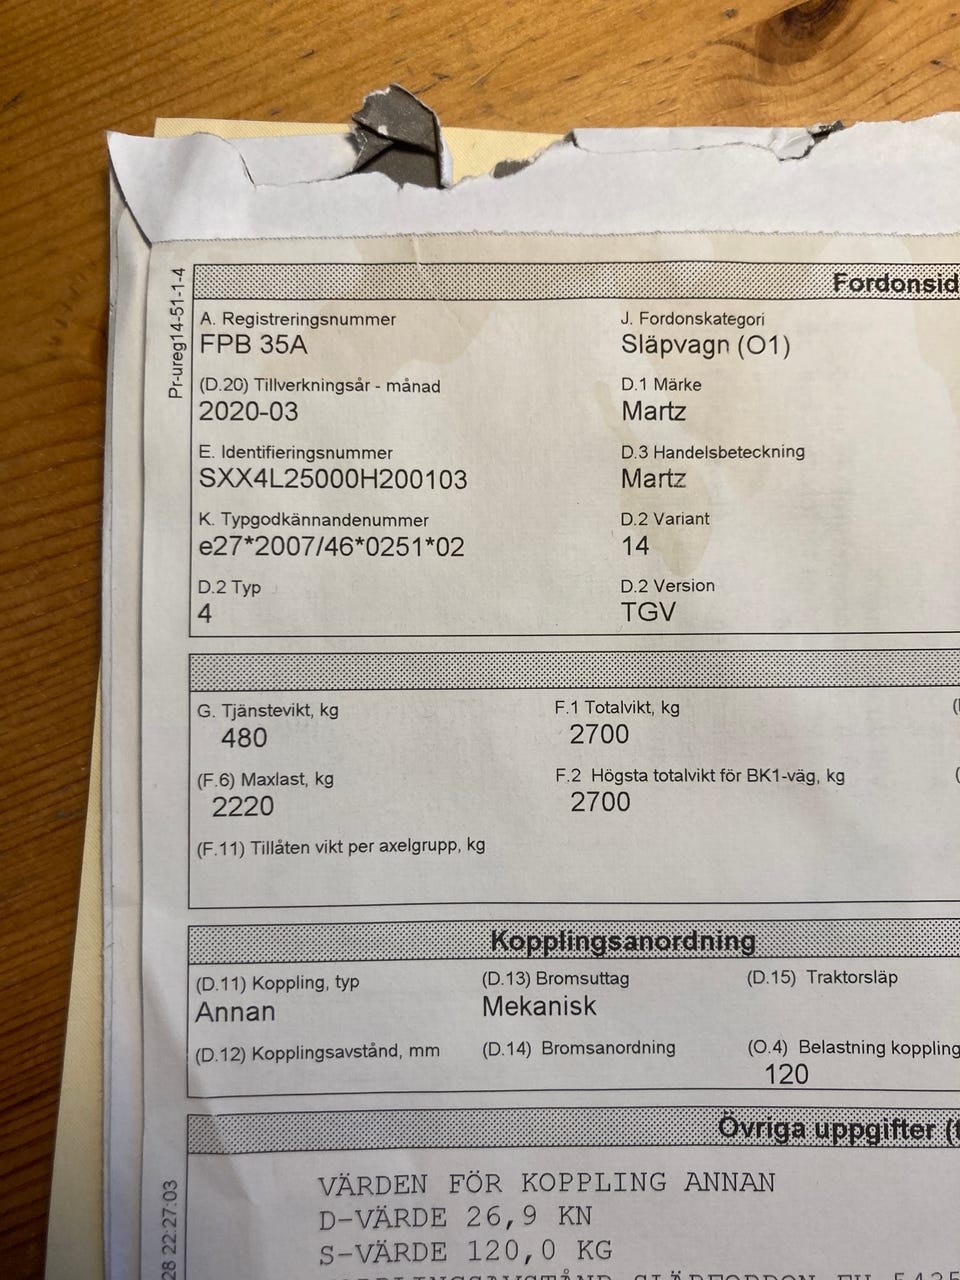 Pr-ureg14-51-1-4
Fordonsid
A. Registreringsnummer
FPB 35A
J. Fordonskategori
Släpvagn (O1)
(D.20) Tillverkningsår - månad
2020-03
D.1 Märke
Martz
E. Identifieringsnummer
SXX4L25000H200103
D.3 Handelsbeteckning
Martz
K. Typgodkännandenummer
e27*2007/46*0251*02
D.2 Variant
14
D.2 Typ
4
D.2 Version
TGV
G. Tjänstevikt, kg
480
F.1 Totalvikt, kg
2700
(F.6) Maxlast, kg
2220
F.2 Högsta totalvikt för BK1-väg, kg
2700
(F.11) Tillåten vikt per axelgrupp, kg
Kopplingsanordning
(D.11) Koppling, typ
Annan
(D.13) Bromsuttag
Mekanisk
(D.15) Traktorsläp
(D.12) Kopplingsavstånd, mm
(D.14) Bromsanordning
(O.4) Belastning koppling
120
Övriga uppgifter (
VÄRDEN FÖR KOPPLING ANNAN
D-VÄRDE 26,9 KN
S-VÄRDE 120,0 KG
28 22:27:03